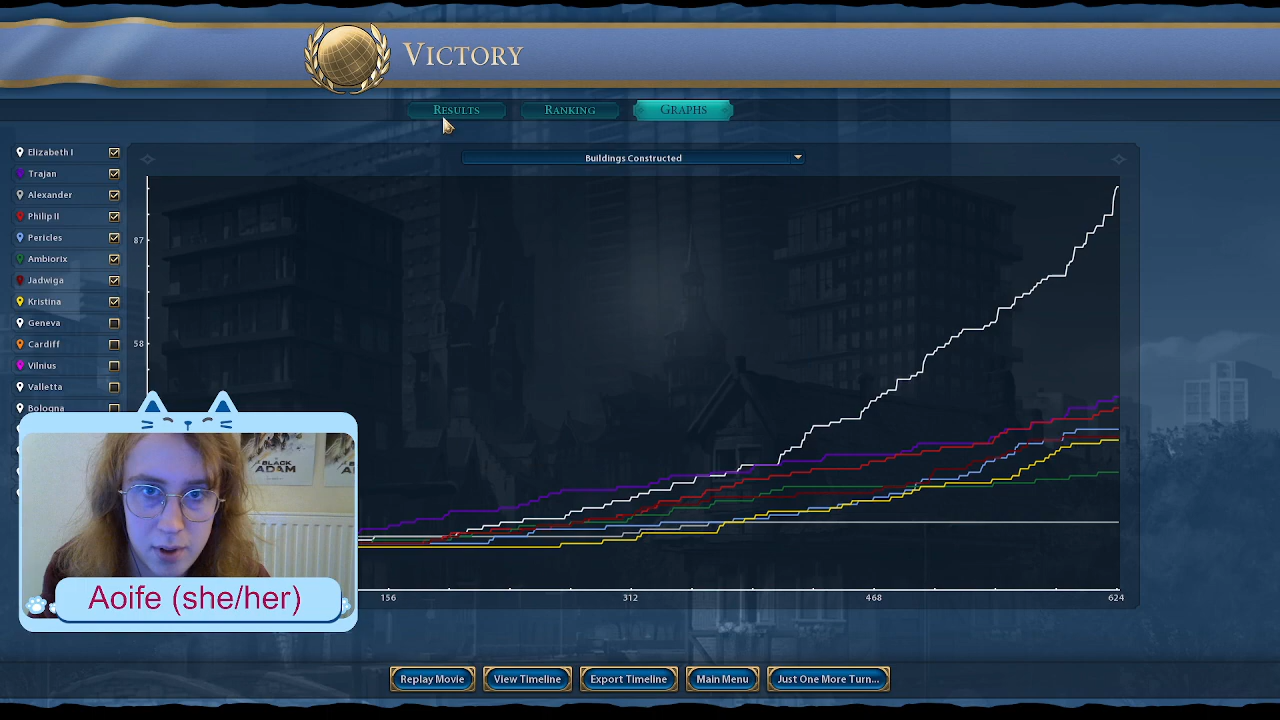 VICTORY
RESULTS
RANKING
GRAPHS
Elizabeth I
Trajan
Alexander
Philip II
Pericles
Ambiorix
Jadwiga
Kristina
Geneva
Cardiff
Vilnius
Valletta
Bologna
Buildings Constructed
87
58
156
312
468
624
BLACK
ADAM
Aoife (she/her)
Replay Movie
View Timeline
Export Timeline
Main Menu
Just One More Turn...